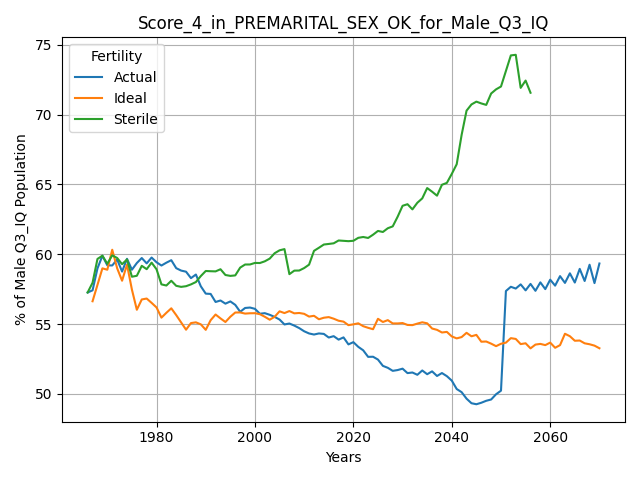 Score_4_in_PREMARITAL_SEX_OK_for_Male_Q3_IQ
Fertility
Actual
Ideal
Sterile
% of Male Q3_IQ Population
75
70
65
60
55
50
1980
2000
2020
2040
2060
Years